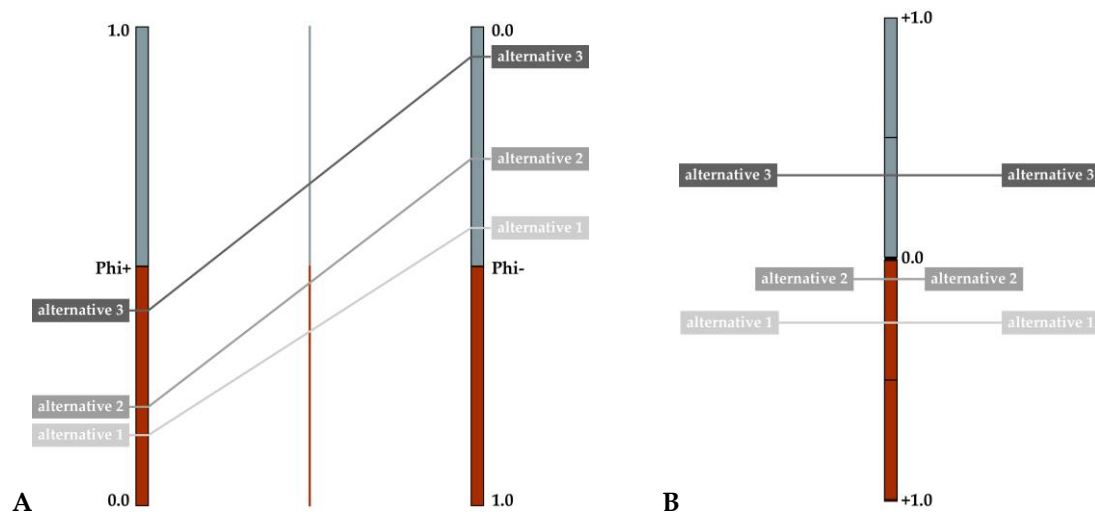 1.0
0.0
alternative 3
alternative 2
alternative 1
Phi+
Phi-
alternative 3
alternative 2
alternative 1
0.0
1.0
A
+1.0
alternative 3
alternative 3
0.0
alternative 2
alternative 2
alternative 1
alternative 1
+1.0
B